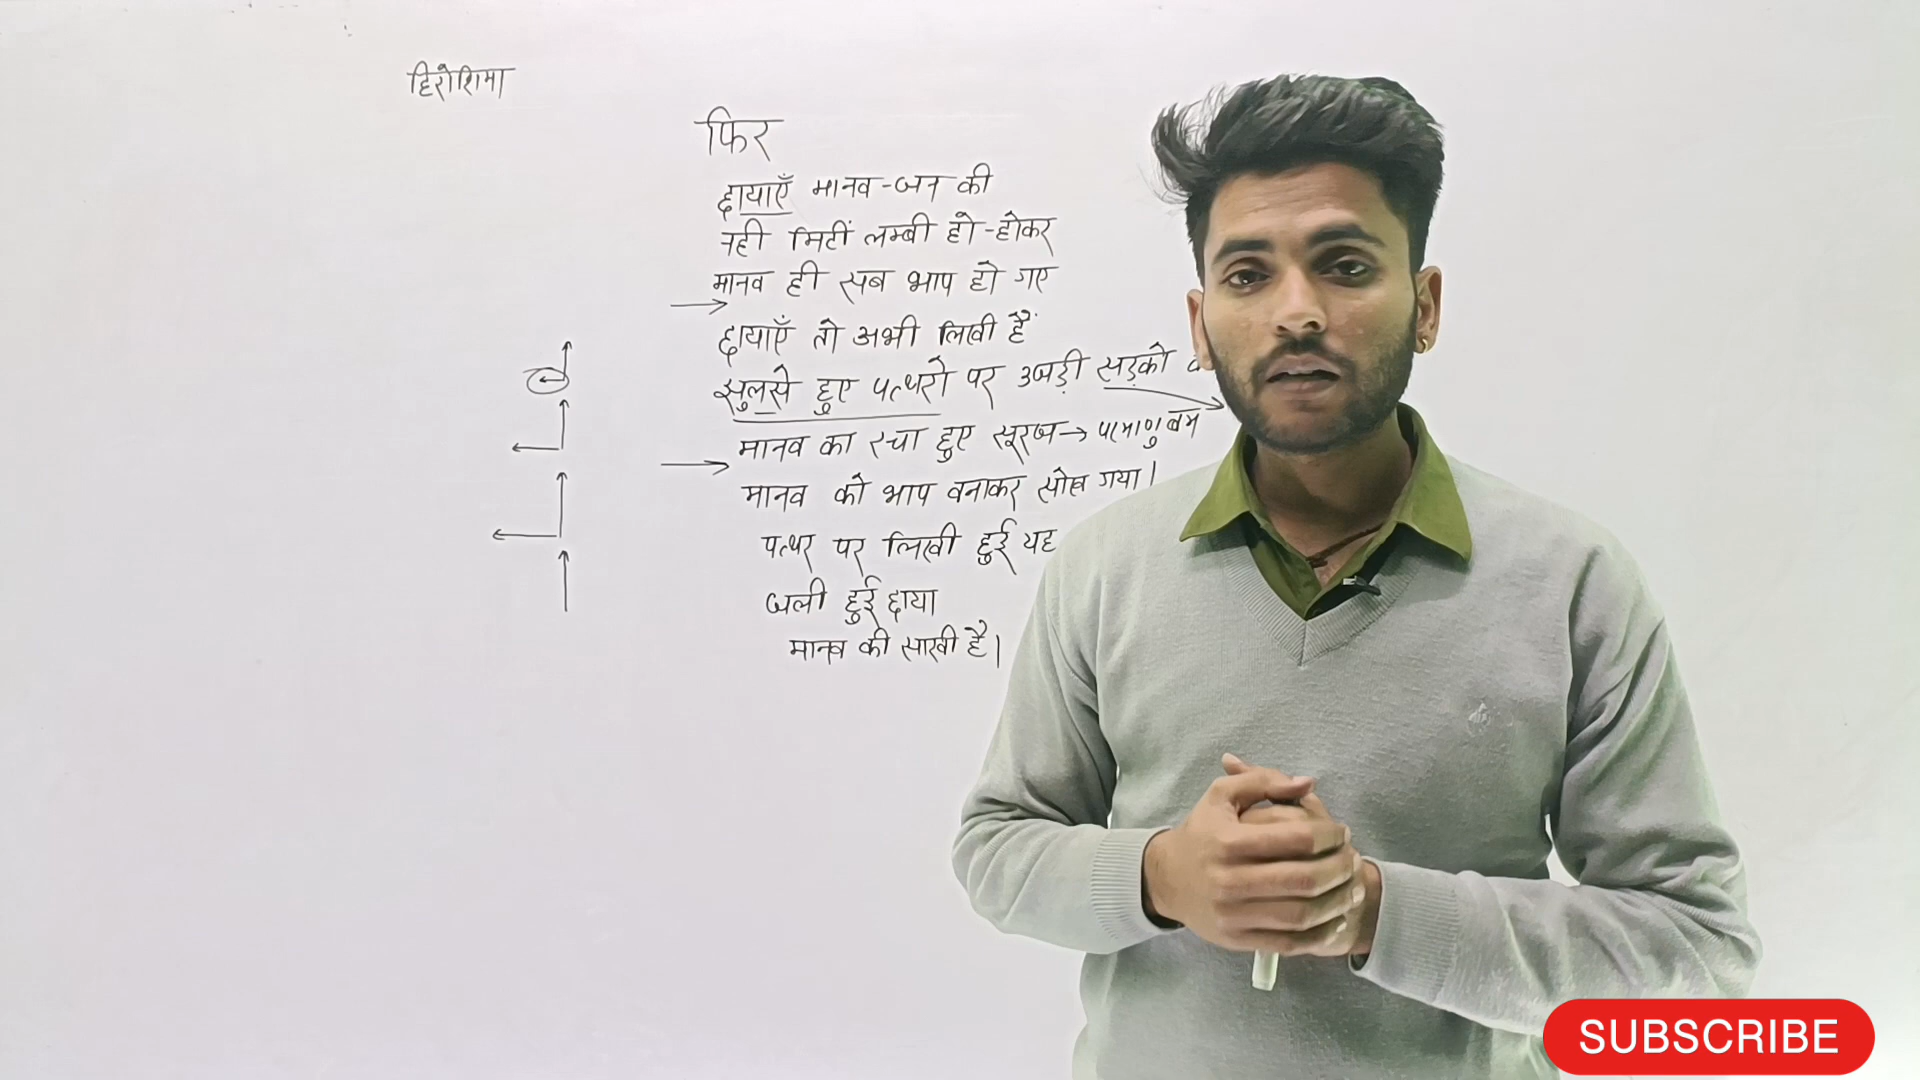 हिरोशिमा
फिर
छायाएँ मानव-जन की
नही मिटीं लम्बी हो-होकर
मानव ही सब भाप हो गए
छायाएँ तो अभी लिखी हैं
झुलसे हुए पत्थरो पर उजड़ी सड़को
मानव का रचा हुए सूरज→ परमाणु बम
मानव को भाप बनाकर सोख गया।
पत्थर पर लिखी हुई यह
जली हुई छाया
मानव की साखी है।
SUBSCRIBE